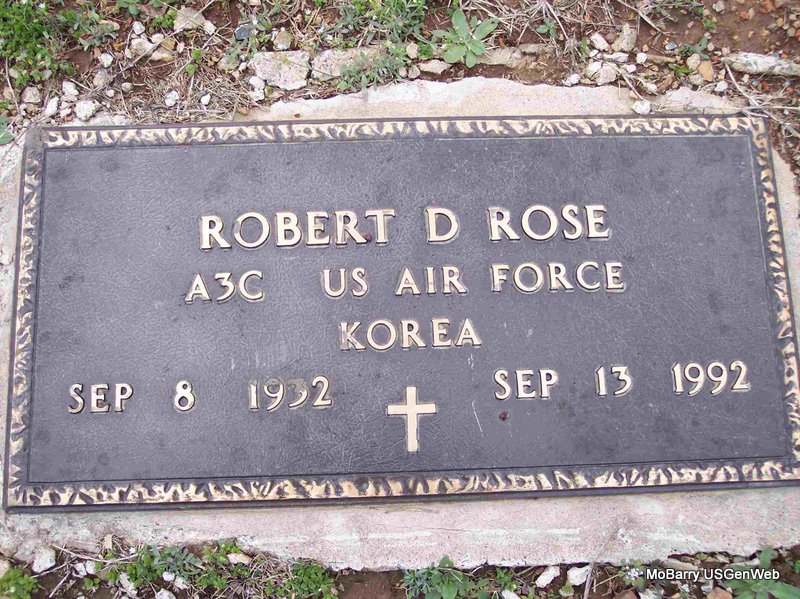 ROBERT D ROSE
A3C US AIR FORCE
KOREA
SEP 8 1932 SEP 13 1992
MoBarry USGenWeb